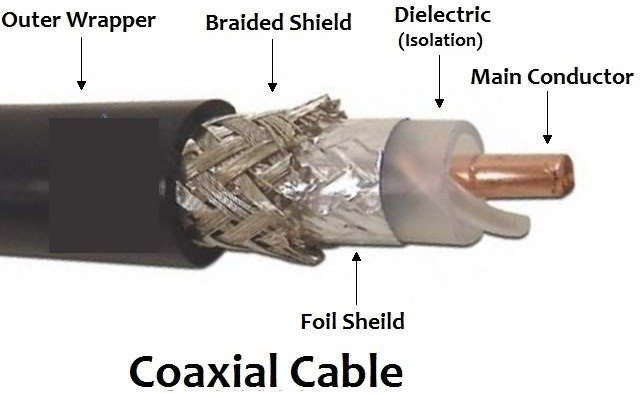 Outer Wrapper
Braided Shield
Dielectric
(Isolation)
Main Conductor
Foil Sheild
Coaxial Cable